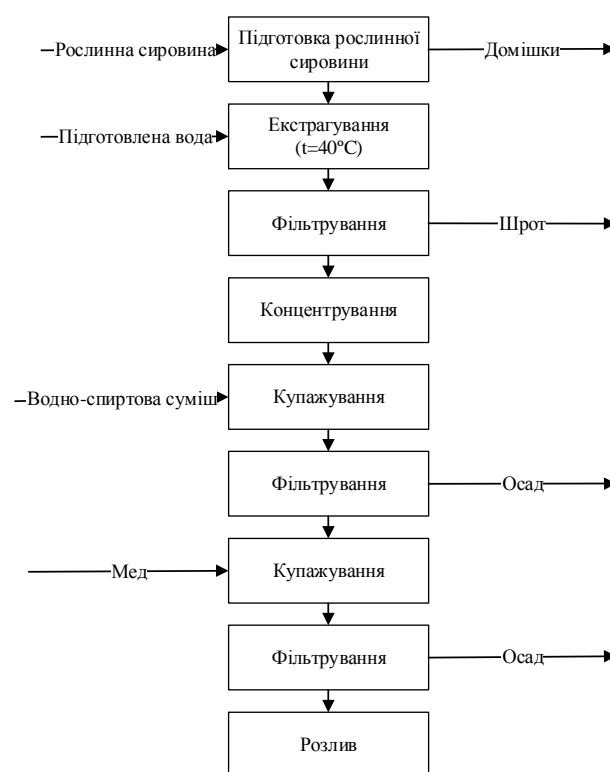 Рослинна сировина
Підготовка рослинної
сировини
Домішки
Підготовлена вода
Екстрагування
(t=40ºC)
Фільтрування
Шрот
Концентрування
Водно-спиртова суміш
Купажування
Фільтрування
Осад
Мед
Купажування
Фільтрування
Осад
Розлив